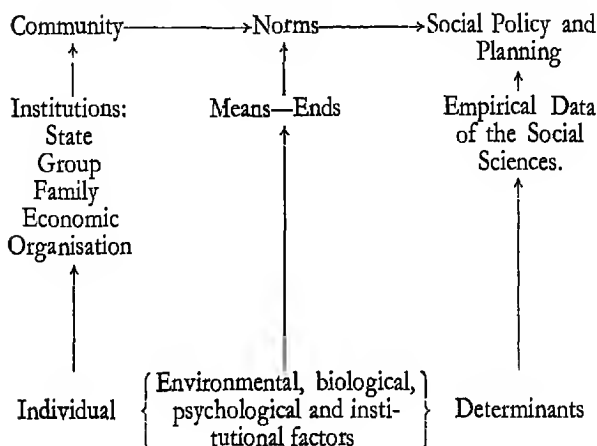 Community Norms Social Policy and
Planning
Institutions: Means—Ends Empirical Data
State of the Social
Group Sciences.
Family
Economic
Organisation
Environmental, biological,
Individual psychological and insti- Determinants
tutional factors